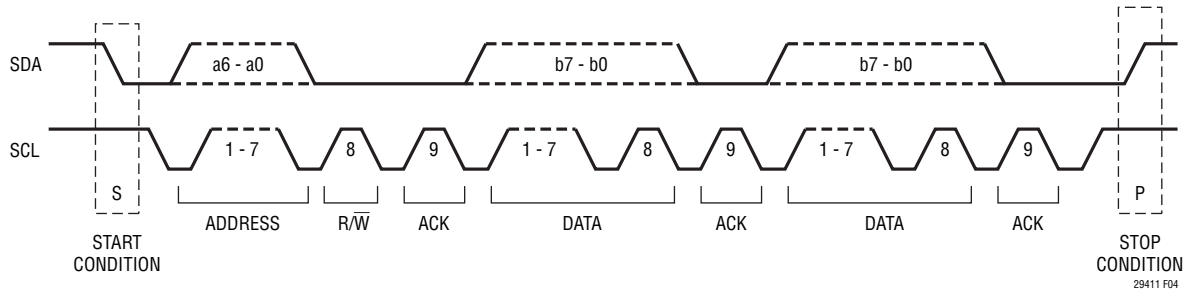 SDA a6 - a0 b7 - b0 b7 - b0
SCL 1 - 7 8 9 1 - 7 8 9 1 - 7 8 9
S P
ADDRESS R/W̅ ACK DATA ACK DATA ACK
START STOP
CONDITION CONDITION
29411 F04